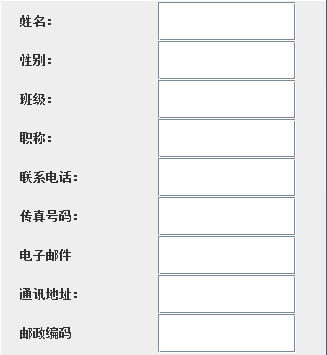 姓名：
性别：
班级：
职称：
联系电话：
传真号码：
电子邮件
通讯地址：
邮政编码